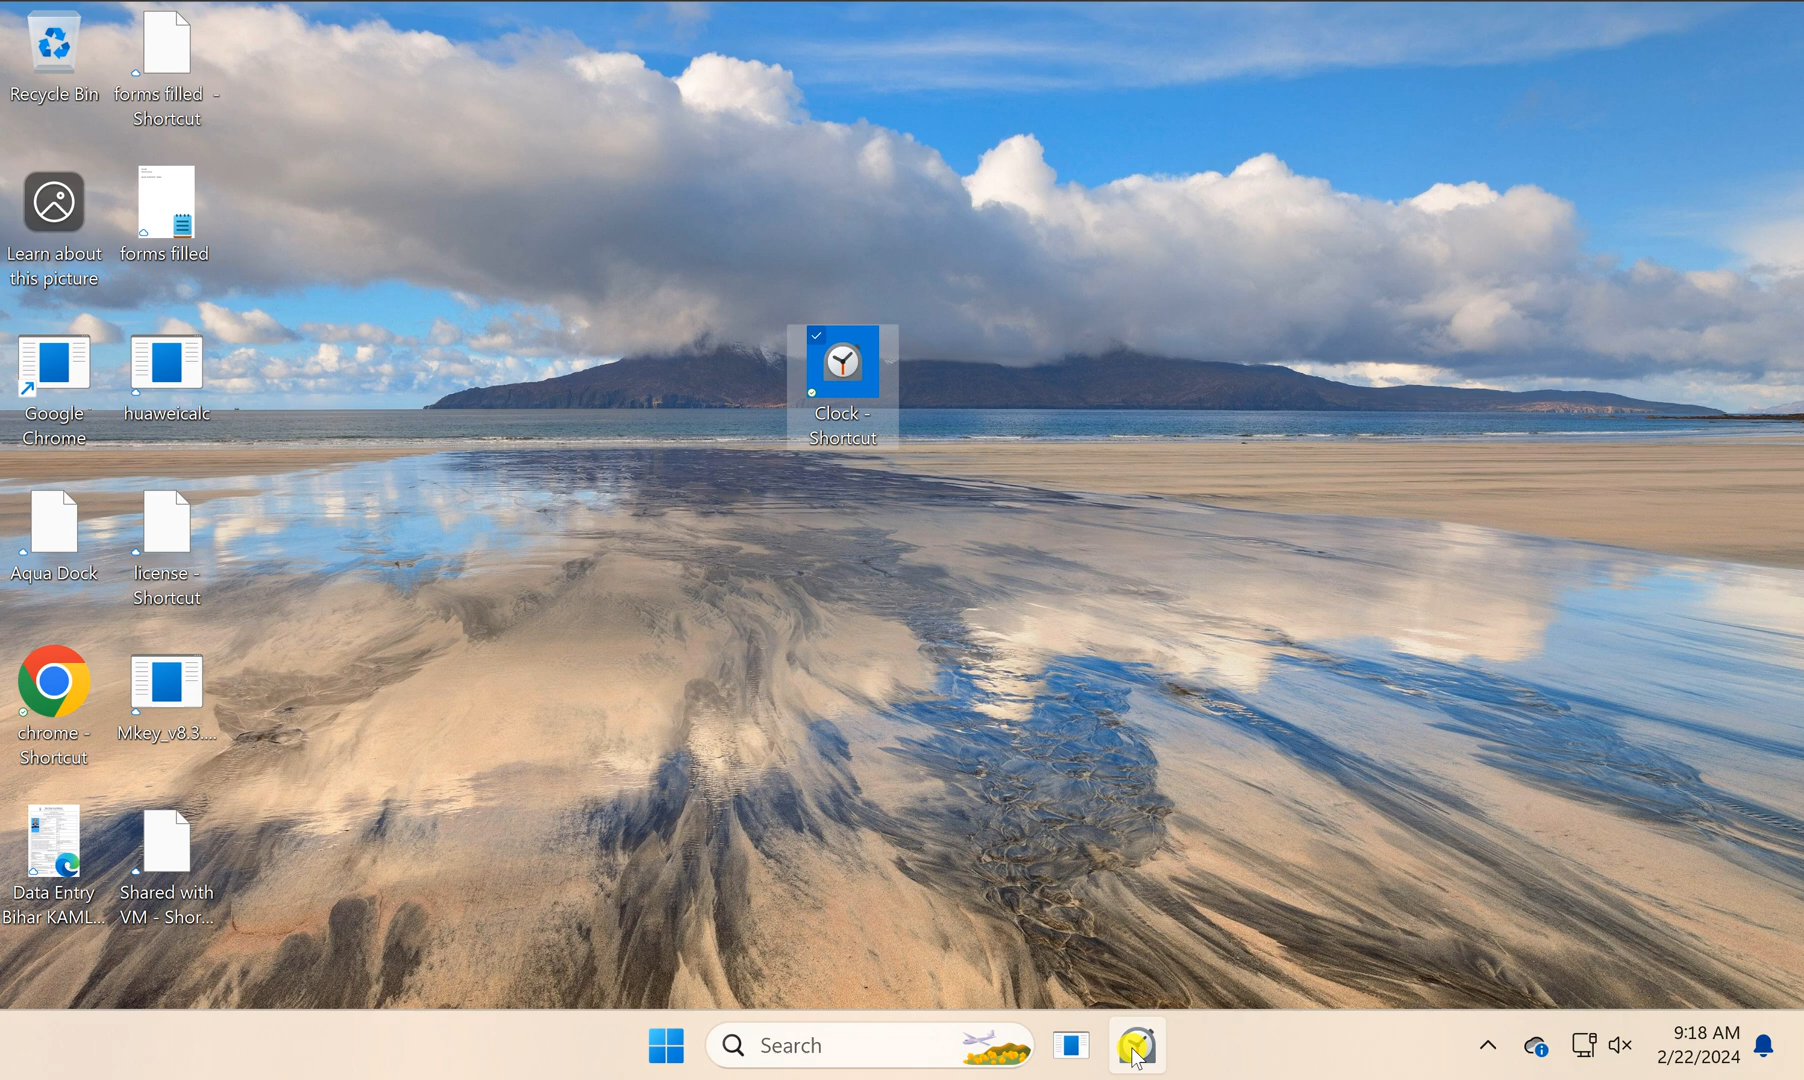 Recycle Bin
forms filled -
Shortcut
Learn about
this picture
forms filled
Google
Chrome
huaweicalc
Clock -
Shortcut
Aqua Dock
license -
Shortcut
chrome -
Shortcut
Mkey_v8.3....
Data Entry
Bihar KAML...
Shared with
VM - Shor...
Search
9:18 AM
2/22/2024